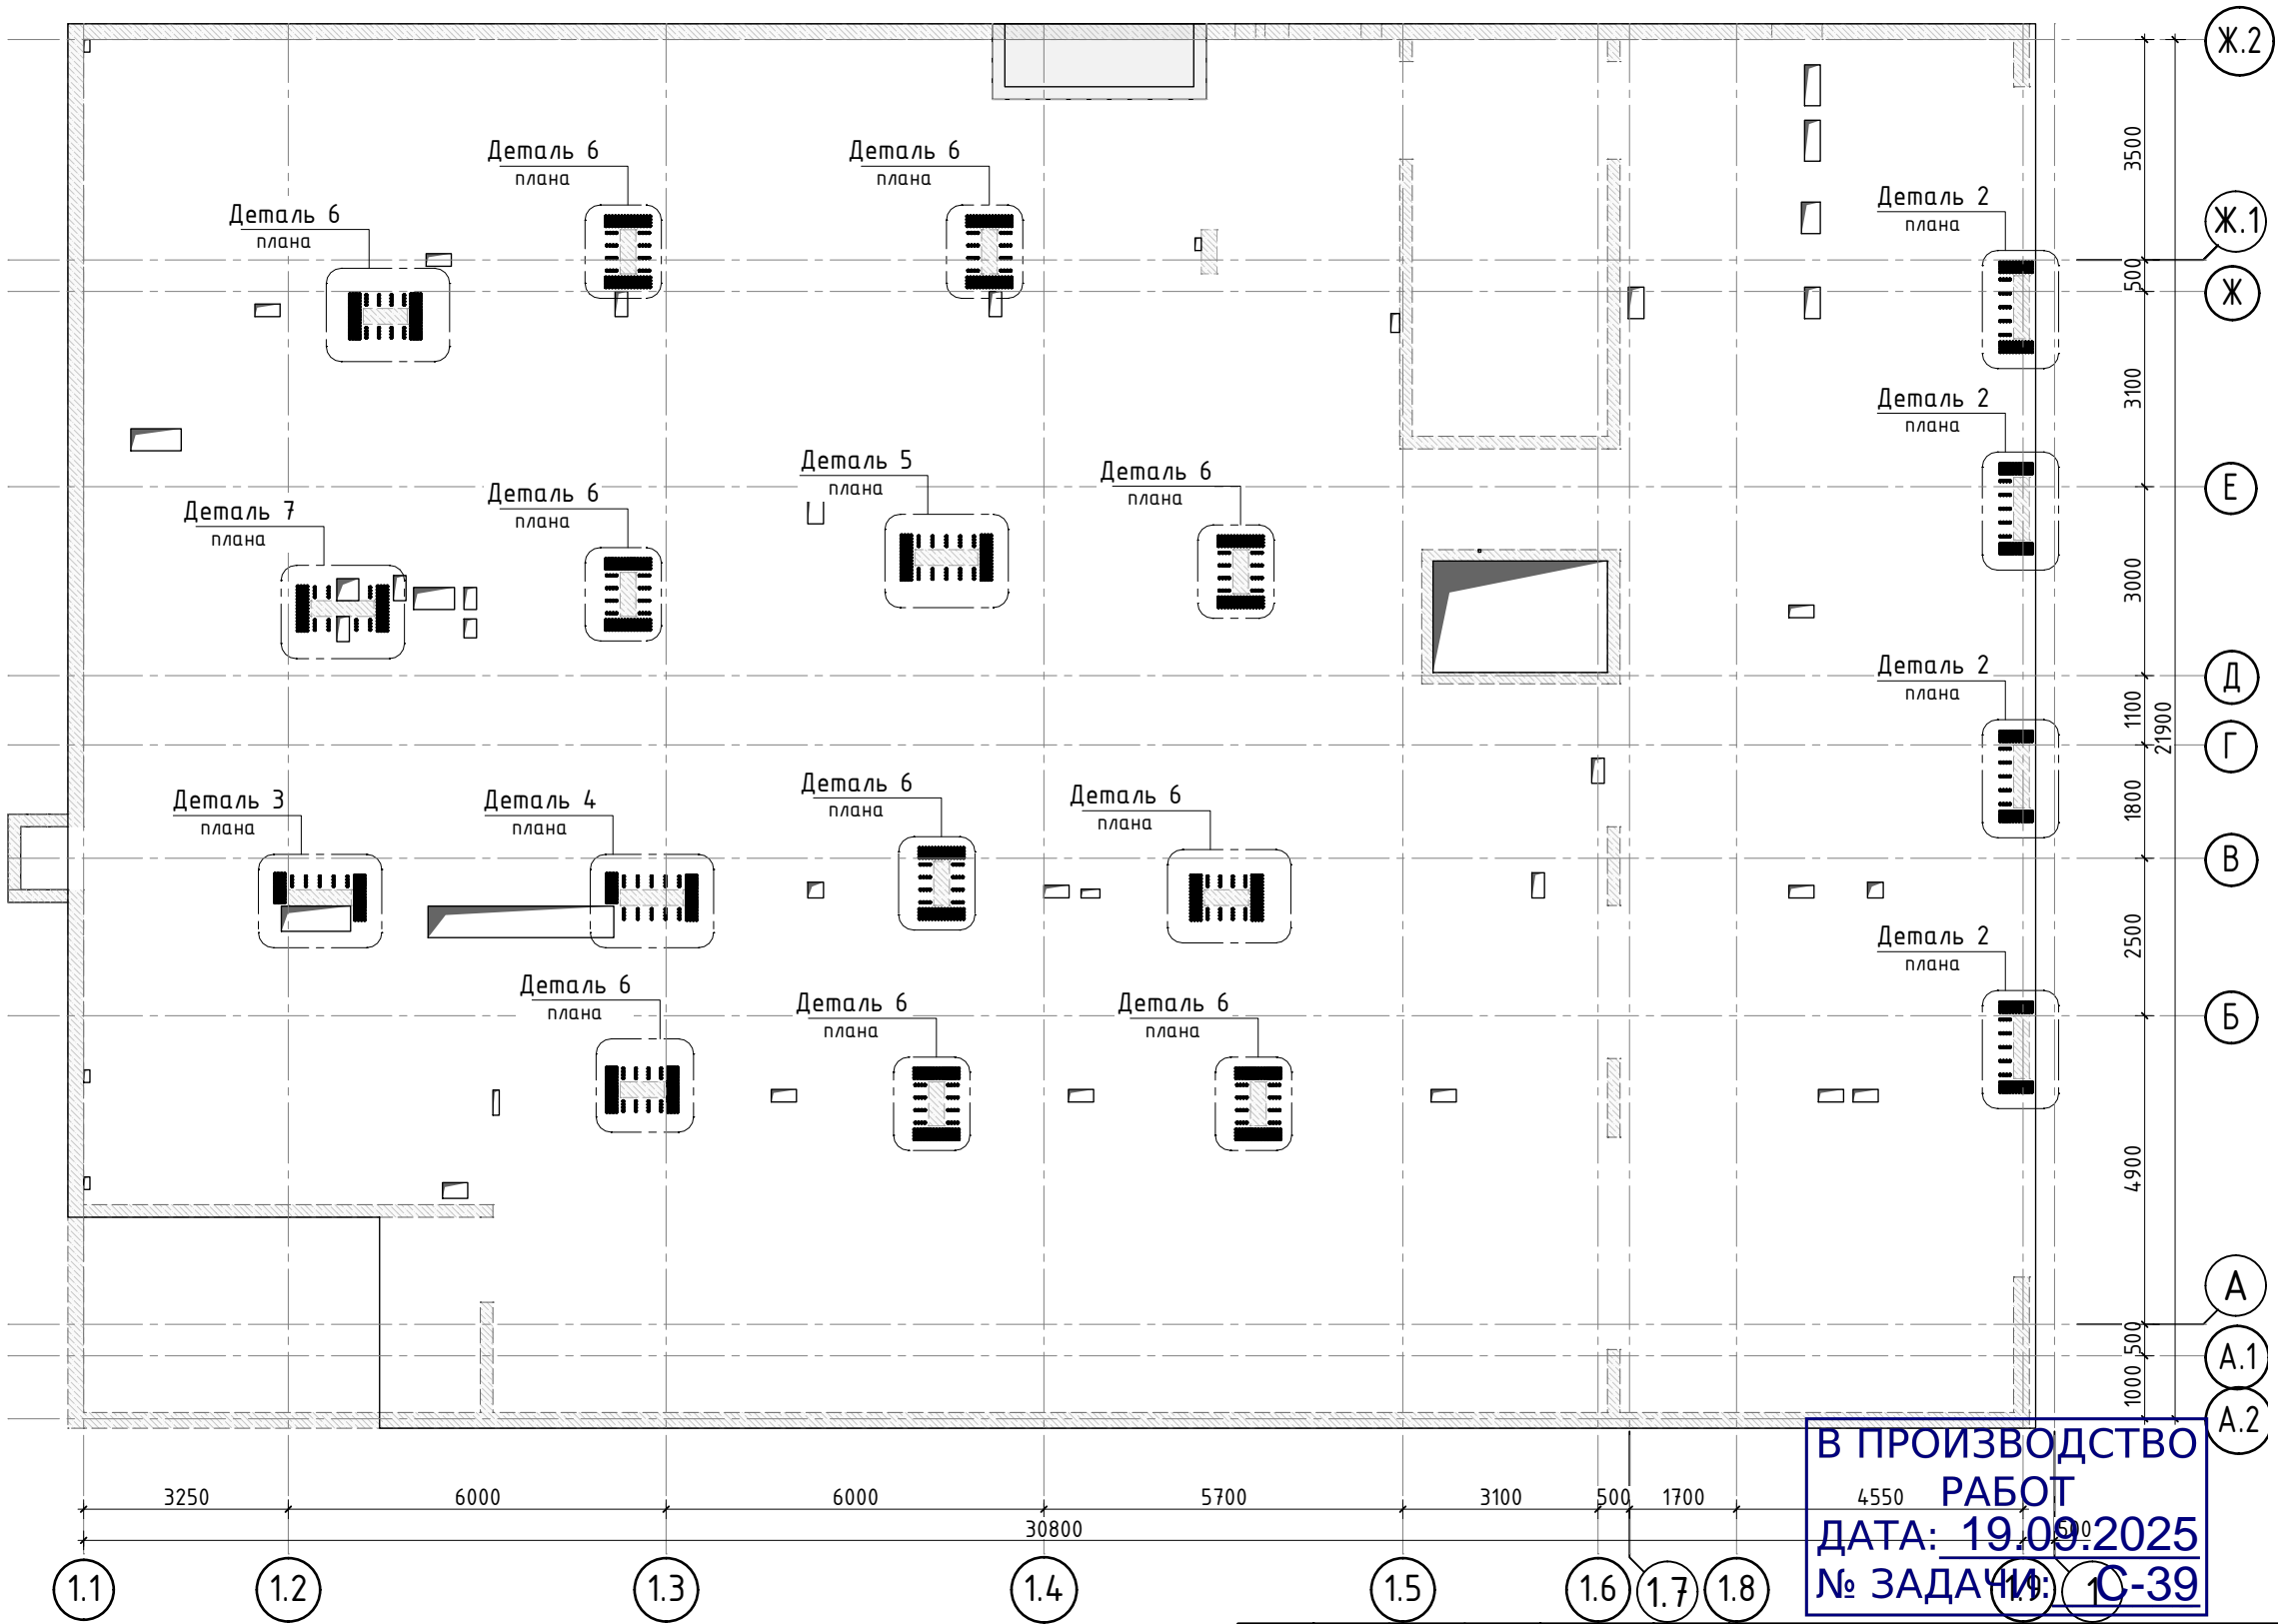 Ж.2
3500
Деталь 6
плана
Деталь 6
плана
Деталь 6
плана
Деталь 2
плана
Ж.1
500
Ж
3100
Деталь 2
плана
Деталь 5
плана
Деталь 6
плана
Деталь 6
плана
Деталь 7
плана
Е
3000
Деталь 2
плана
Д
1100
21900
Г
Деталь 3
плана
Деталь 4
плана
Деталь 6
плана
Деталь 6
плана
1800
В
2500
Деталь 2
плана
Деталь 6
плана
Деталь 6
плана
Деталь 6
плана
Б
4900
А
500
А.1
1000
А.2
В ПРОИЗВОДСТВО
РАБОТ
ДАТА: 19.09.2025
№ ЗАДАЧИ: С-39
3250
6000
6000
5700
3100
500
1700
4550
30800
500
1.1
1.2
1.3
1.4
1.5
1.6
1.7
1.8
1.9
1